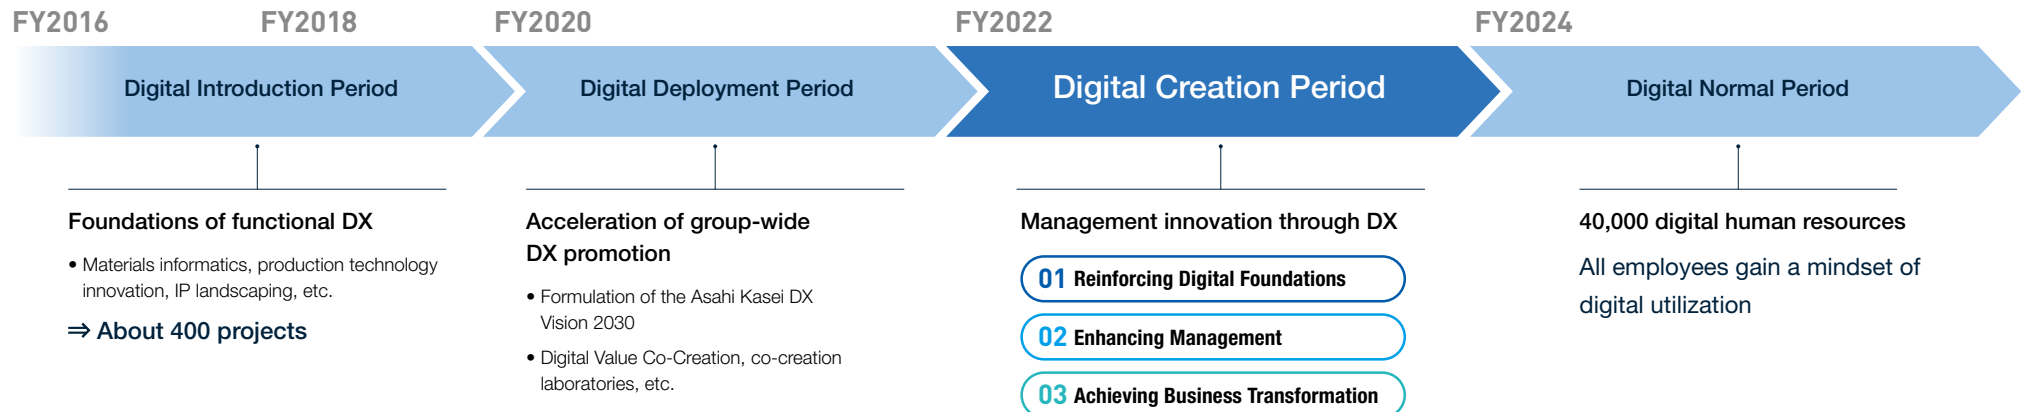 FY2016
FY2018
FY2020
FY2022
FY2024
Digital Introduction Period
Digital Deployment Period
Digital Creation Period
Digital Normal Period
Foundations of functional DX
• Materials informatics, production technology
innovation, IP landscaping, etc.
⇒ About 400 projects
Acceleration of group-wide
DX promotion
• Formulation of the Asahi Kasei DX
Vision 2030
• Digital Value Co-Creation, co-creation
laboratories, etc.
Management innovation through DX
01 Reinforcing Digital Foundations
02 Enhancing Management
03 Achieving Business Transformation
40,000 digital human resources
All employees gain a mindset of
digital utilization